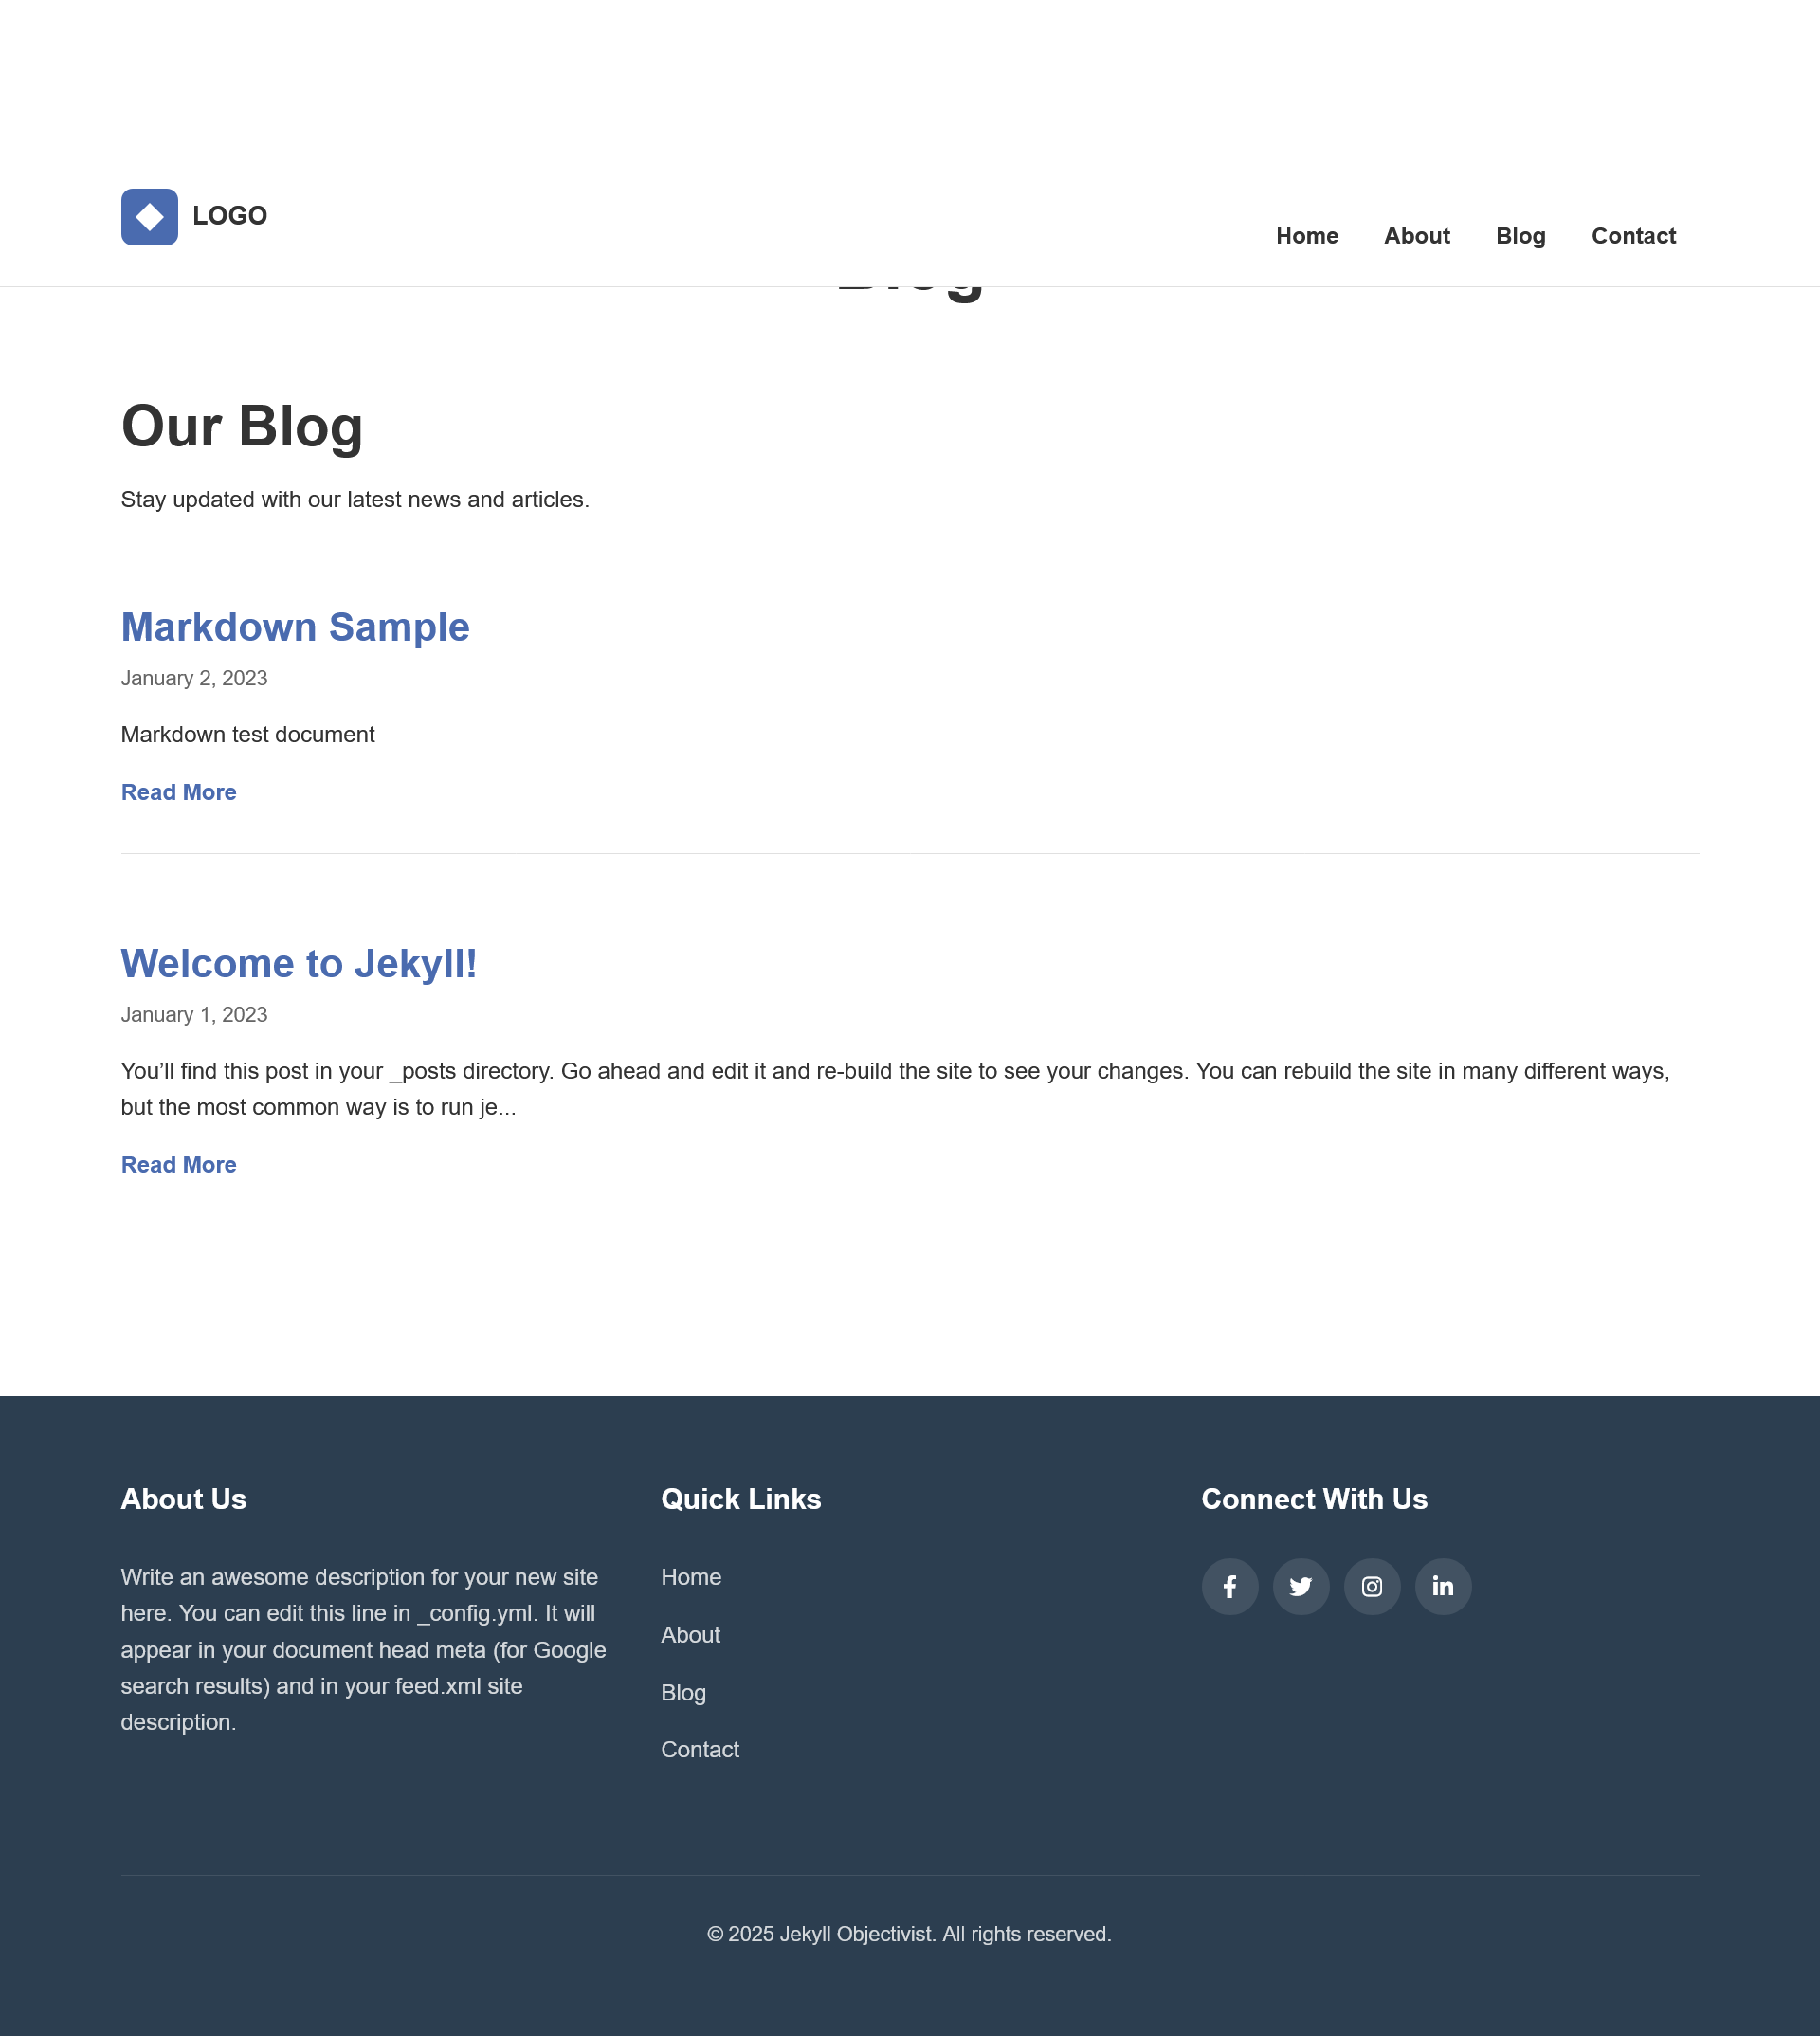 LOGO
Home
About
Blog
Contact
Blog
Our Blog
Stay updated with our latest news and articles.
Markdown Sample
January 2, 2023
Markdown test document
Read More
Welcome to Jekyll!
January 1, 2023
You’ll find this post in your _posts directory. Go ahead and edit it and re-build the site to see your changes. You can rebuild the site in many different ways,
but the most common way is to run je...
Read More
About Us
Write an awesome description for your new site
here. You can edit this line in _config.yml. It will
appear in your document head meta (for Google
search results) and in your feed.xml site
description.
Quick Links
Home
About
Blog
Contact
Connect With Us
© 2025 Jekyll Objectivist. All rights reserved.